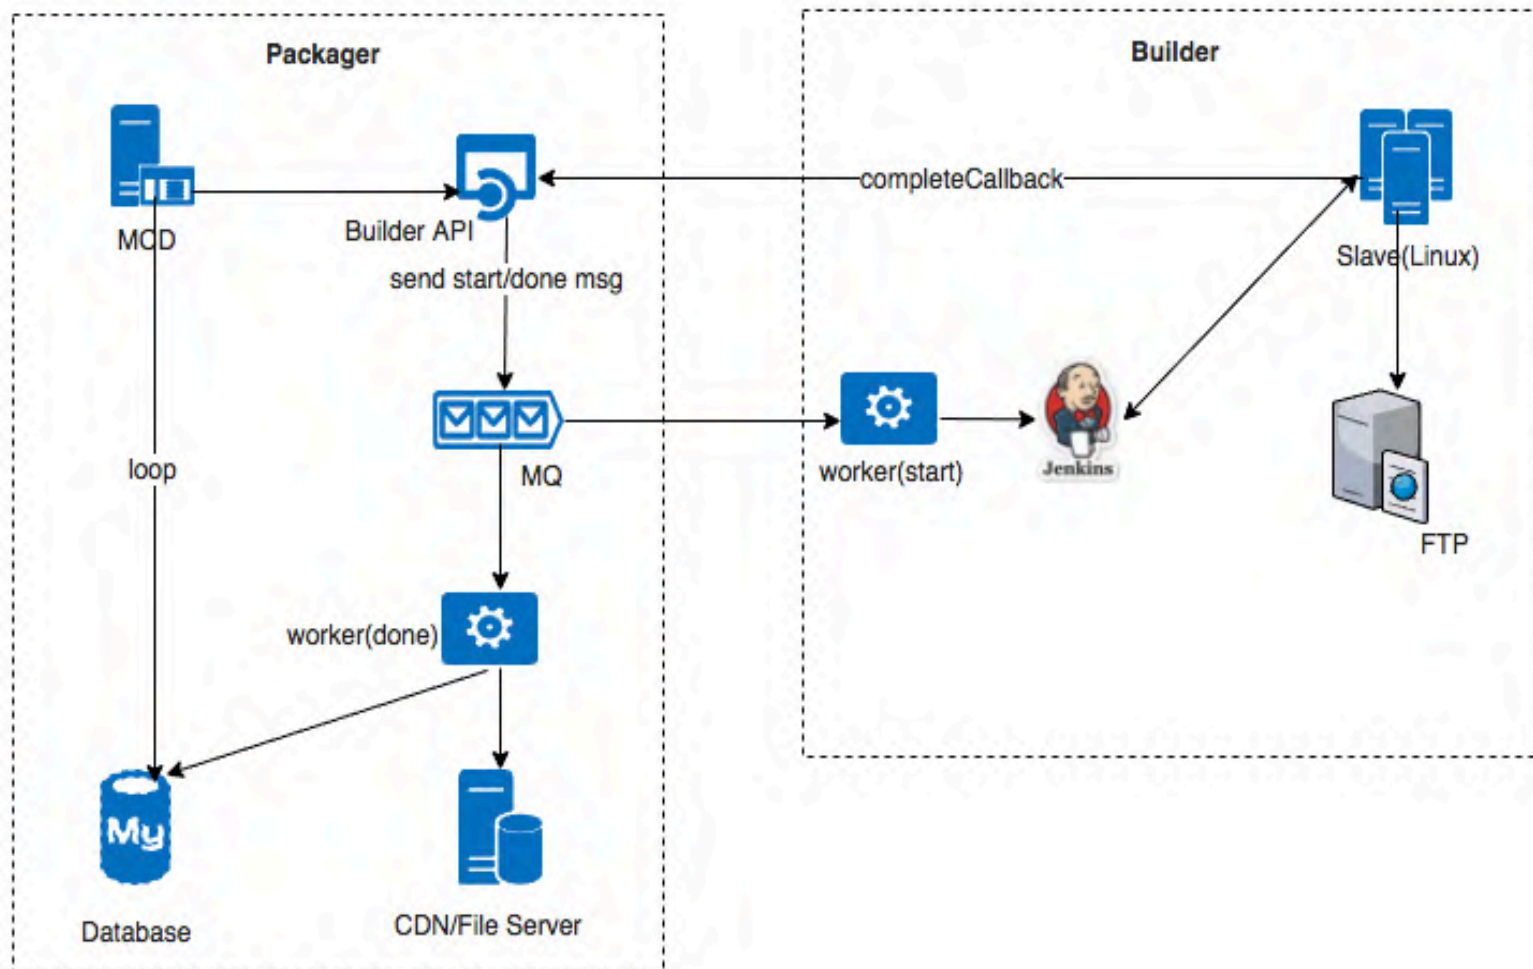 Packager
Builder
MOD
Builder API
completeCallback
Slave(Linux)
send start/done msg
loop
MQ
worker(start)
Jenkins
FTP
worker(done)
My
Database
CDN/File Server